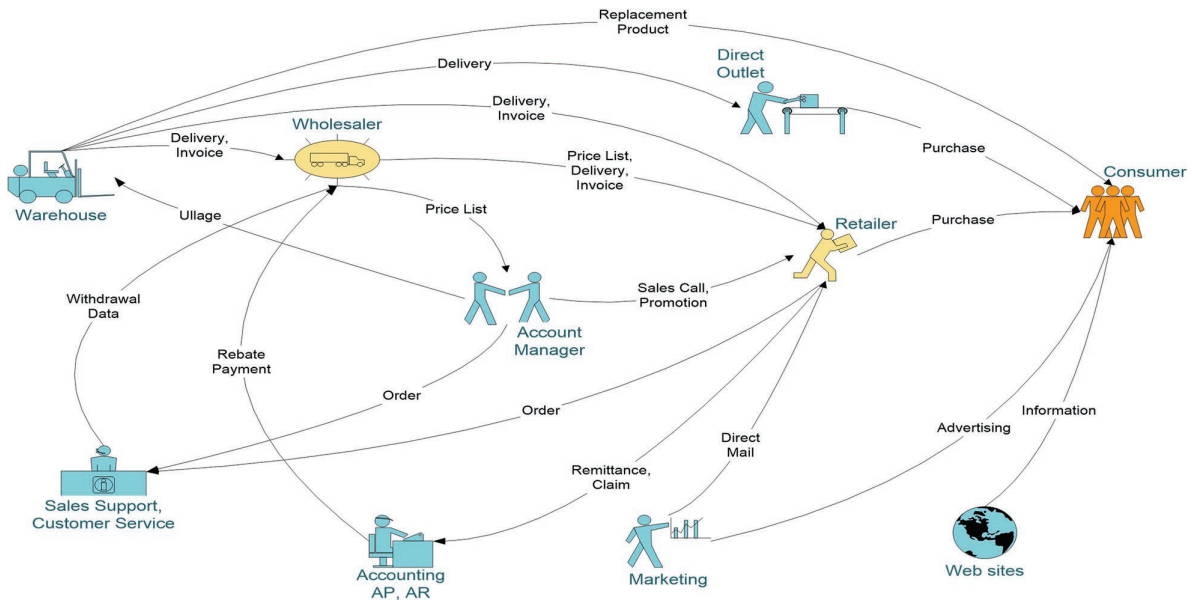 Replacement
Product
Direct
Outlet
Delivery
Delivery,
Invoice
Wholesaler
Delivery,
Invoice
Price List,
Delivery,
Invoice
Purchase
Consumer
Warehouse
Ullage
Price List
Retailer
Purchase
Withdrawal
Data
Sales Call,
Promotion
Account
Manager
Rebate
Payment
Order
Order
Information
Advertising
Direct
Mail
Remittance,
Claim
Sales Support,
Customer Service
Accounting
AP, AR
Marketing
Web sites